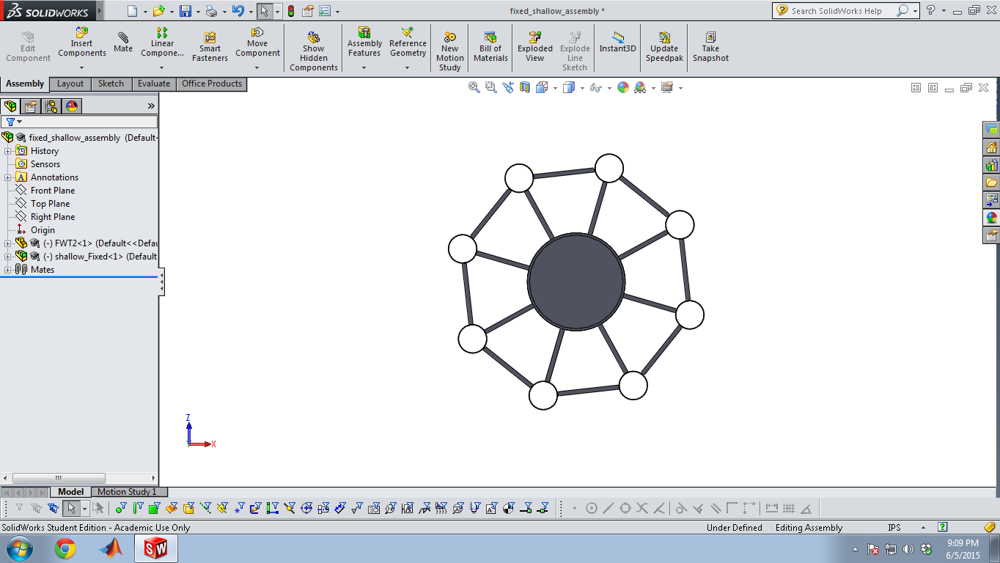 SOLIDWORKS
fixed_shallow_assembly *
Search SolidWorks Help
Edit
Component
Insert
Components
Mate
Linear
Compone...
Smart
Fasteners
Move
Component
Show
Hidden
Components
Assembly
Features
Reference
Geometry
New
Motion
Study
Bill of
Materials
Exploded
View
Explode
Line
Sketch
Instant3D
Update
Speedpak
Take
Snapshot
Assembly Layout Sketch Evaluate Office Products
fixed_shallow_assembly (Default
History
Sensors
A Annotations
Front Plane
Top Plane
Right Plane
Origin
(-) FWT2<1> (Default<<Defau
(-) shallow_Fixed<1> (Default
Mates
Z
X
Model Motion Study 1
SolidWorks Student Edition - Academic Use Only
Under Defined Editing Assembly IPS
SW
9:09 PM
6/5/2015